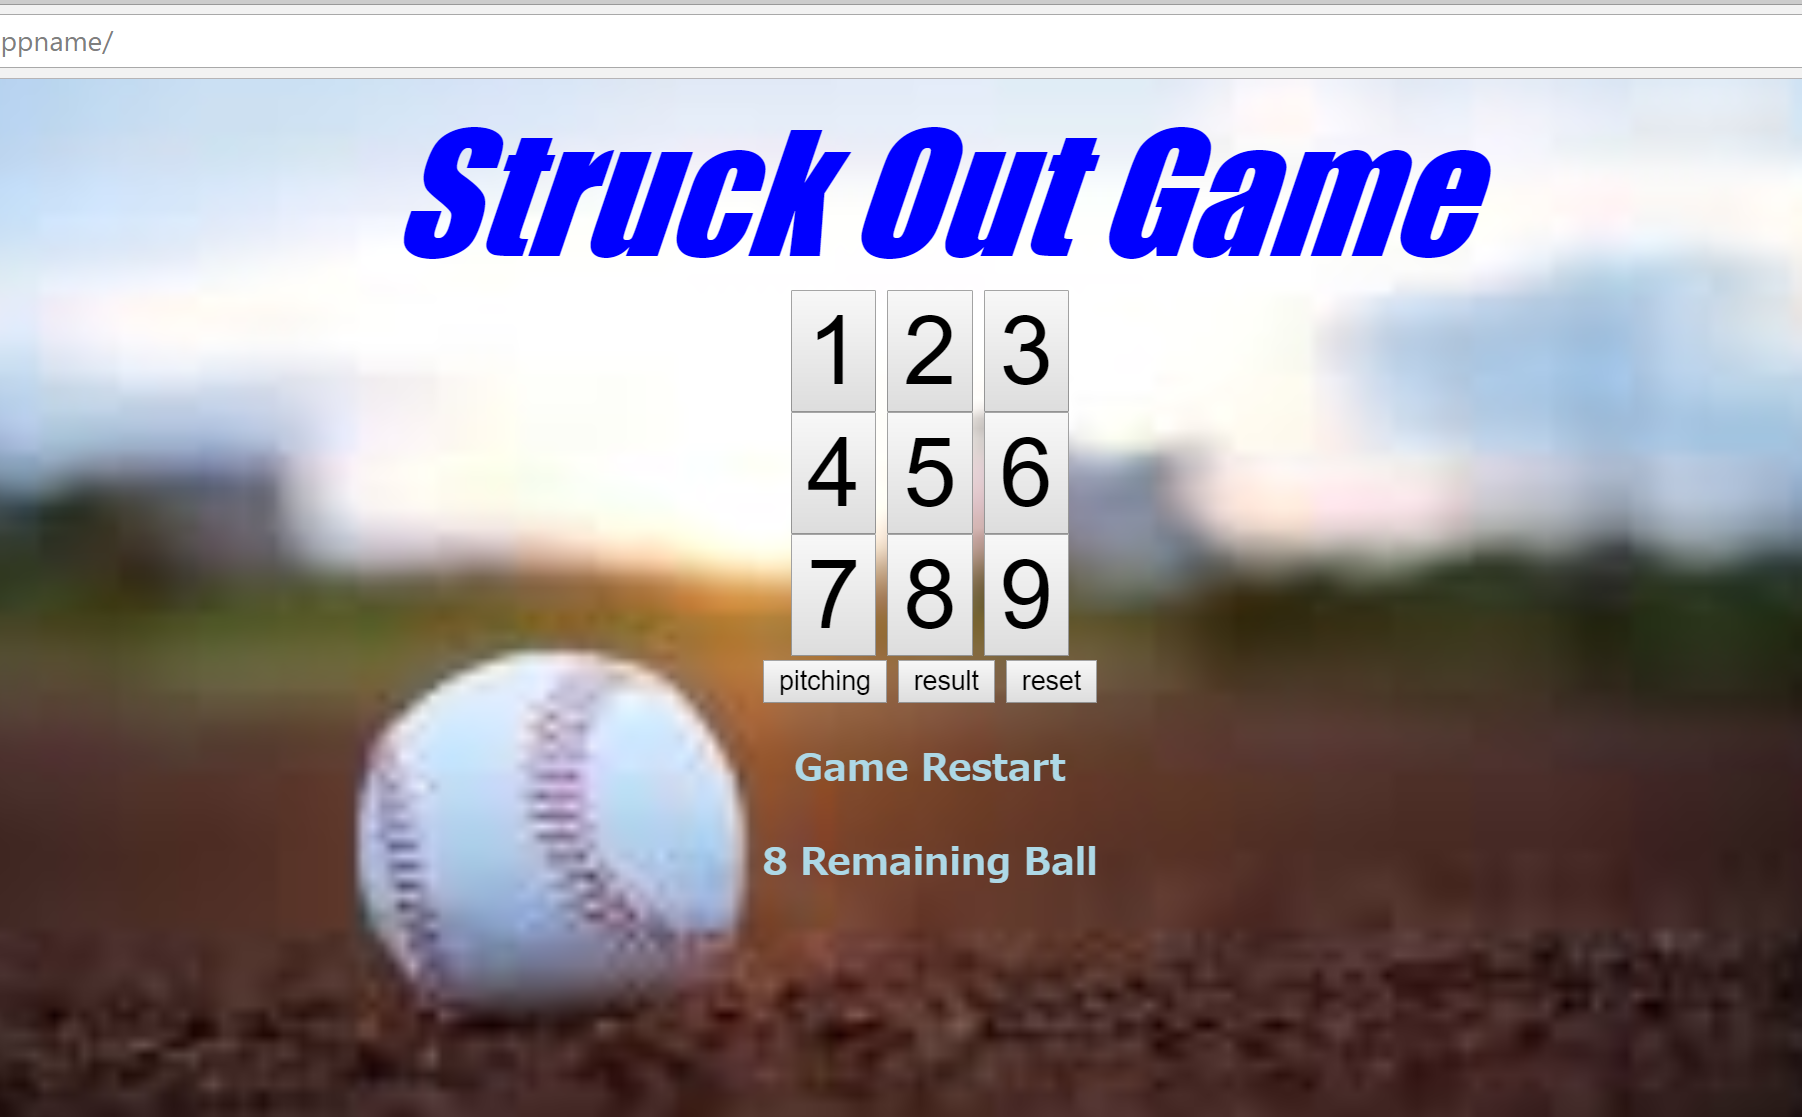 ppname/
Struck Out Game
1 2 3
4 5 6
7 8 9
pitching result reset
Game Restart
8 Remaining Ball